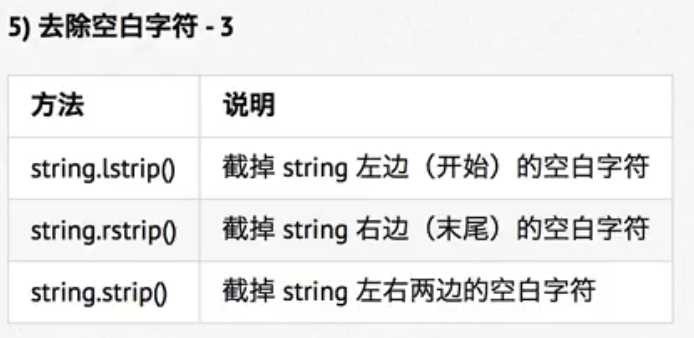 5) 去除空白字符 - 3
方法 说明
string.lstrip() 截掉 string 左边（开始）的空白字符
string.rstrip() 截掉 string 右边（末尾）的空白字符
string.strip() 截掉 string 左右两边的空白字符